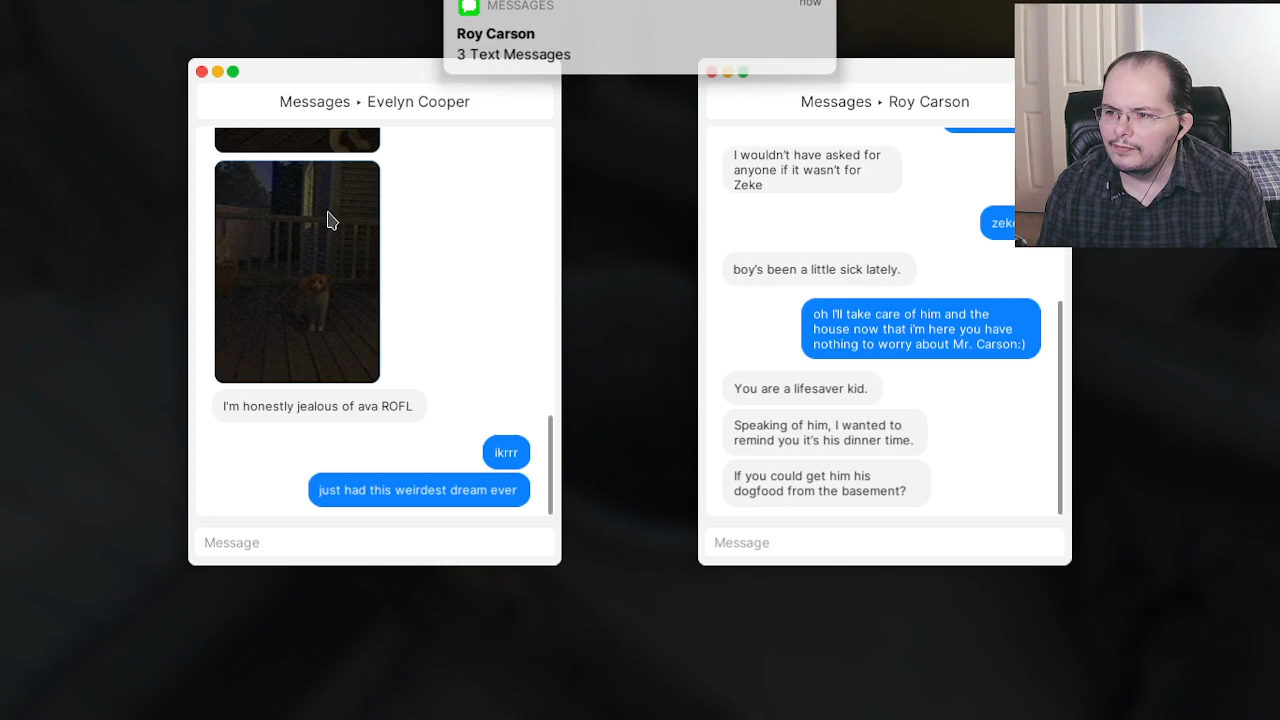 MESSAGES
now
Roy Carson
3 Text Messages
Messages ▸ Evelyn Cooper
I'm honestly jealous of ava ROFL
ikrrr
just had this weirdest dream ever
Message
Messages ▸ Roy Carson
I wouldn't have asked for
anyone if it wasn't for
Zeke
zeke
boy's been a little sick lately.
oh I'll take care of him and the
house now that i'm here you have
nothing to worry about Mr. Carson:)
You are a lifesaver kid.
Speaking of him, I wanted to
remind you it's his dinner time.
If you could get him his
dogfood from the basement?
Message